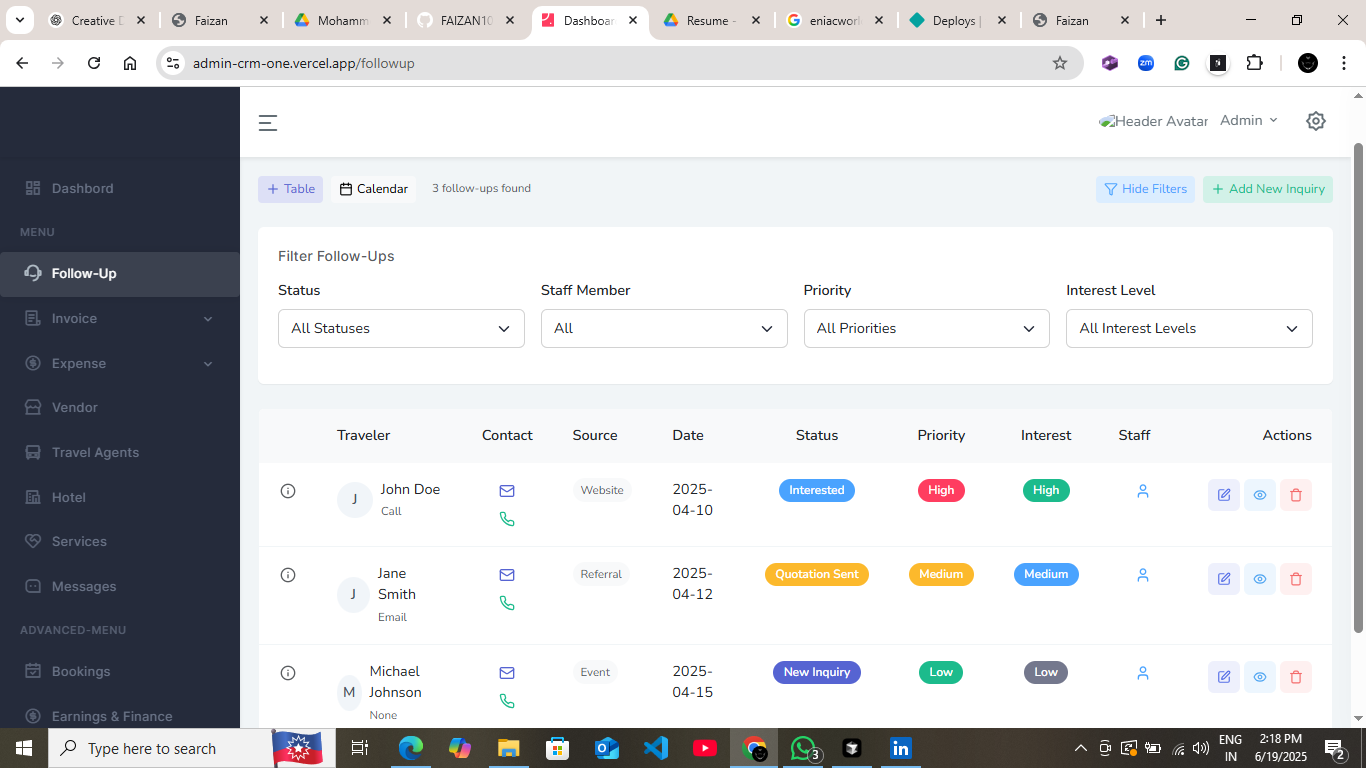 Creative D
Faizan
Mohamm
FAIZAN10
Dashboar
Resume -
eniacworl
Deploys |
Faizan
admin-crm-one.vercel.app/followup
zm
Header Avatar
Admin
Dashbord
MENU
Follow-Up
Invoice
Expense
Vendor
Travel Agents
Hotel
Services
Messages
ADVANCED-MENU
Bookings
Earnings & Finance
Table
Calendar
3 follow-ups found
Hide Filters
+ Add New Inquiry
Filter Follow-Ups
Status
Staff Member
Priority
Interest Level
All Statuses
All
All Priorities
All Interest Levels
Traveler
Contact
Source
Date
Status
Priority
Interest
Staff
Actions
J
John Doe
Call
Website
2025-
04-10
Interested
High
High
J
Jane
Smith
Email
Referral
2025-
04-12
Quotation Sent
Medium
Medium
M
Michael
Johnson
None
Event
2025-
04-15
New Inquiry
Low
Low
Type here to search
3
ENG
IN
2:18 PM
6/19/2025
2